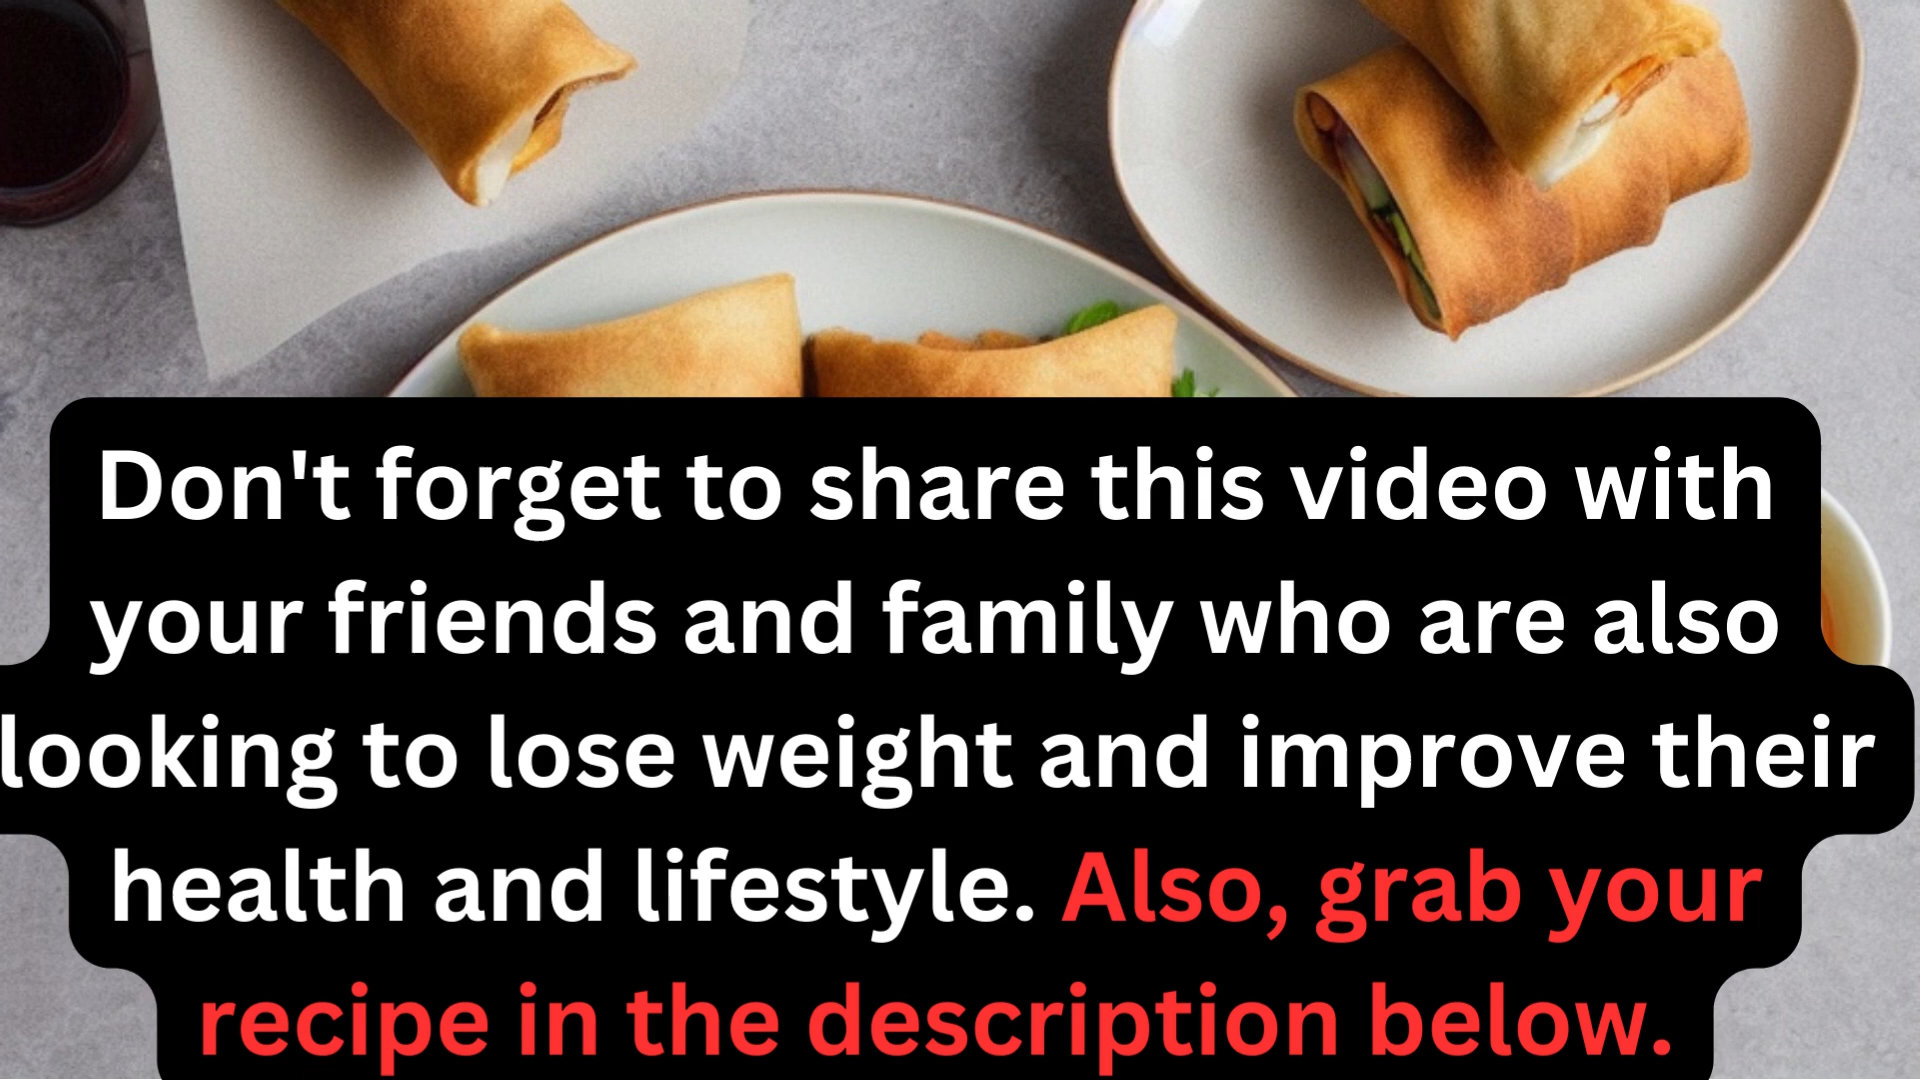 Don't forget to share this video with
your friends and family who are also
looking to lose weight and improve their
health and lifestyle. Also, grab your
recipe in the description below.